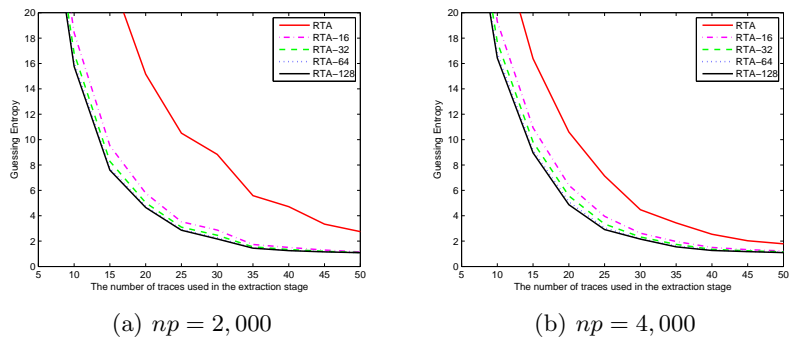 20
18
16
14
12
10
8
6
4
2
0
Guessing Entropy
5 10 15 20 25 30 35 40 45 50
The number of traces used in the extraction stage
RTA
RTA−16
RTA−32
RTA−64
RTA−128
(a) np = 2, 000
20
18
16
14
12
10
8
6
4
2
0
Guessing Entropy
5 10 15 20 25 30 35 40 45 50
The number of traces used in the extraction stage
RTA
RTA−16
RTA−32
RTA−64
RTA−128
(b) np = 4, 000